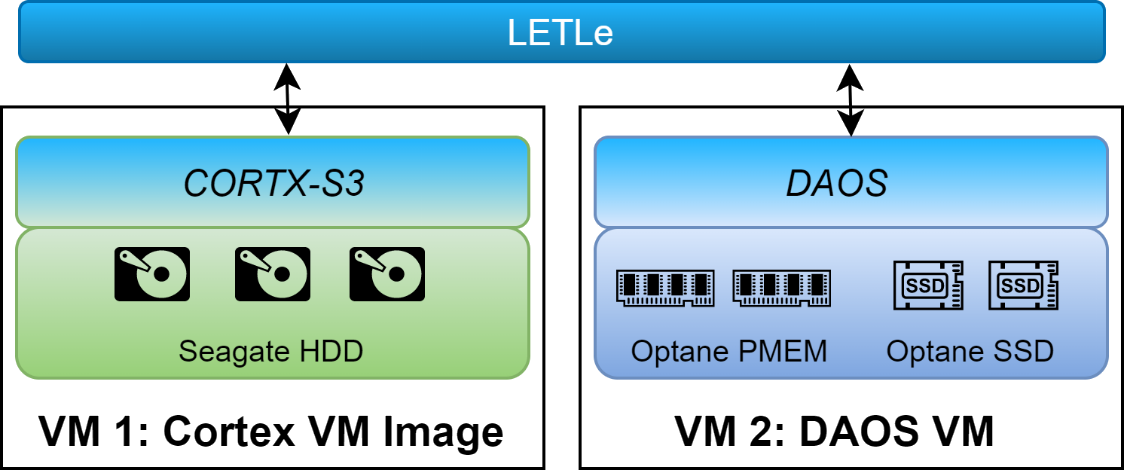 LETLe
CORTX-S3
Seagate HDD
VM 1: Cortex VM Image
DAOS
SSD SSD
Optane PMEM Optane SSD
VM 2: DAOS VM